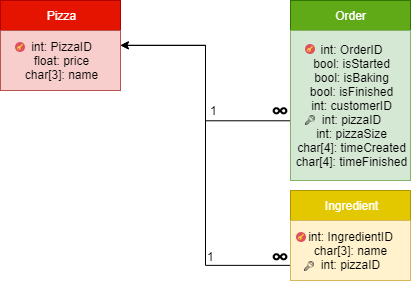 Pizza
int: PizzaID
float: price
char[3]: name
Order
int: OrderID
bool: isStarted
bool: isBaking
bool: isFinished
int: customerID
int: pizzaID
int: pizzaSize
char[4]: timeCreated
char[4]: timeFinished
1
∞
Ingredient
int: IngredientID
char[3]: name
int: pizzaID
1
∞